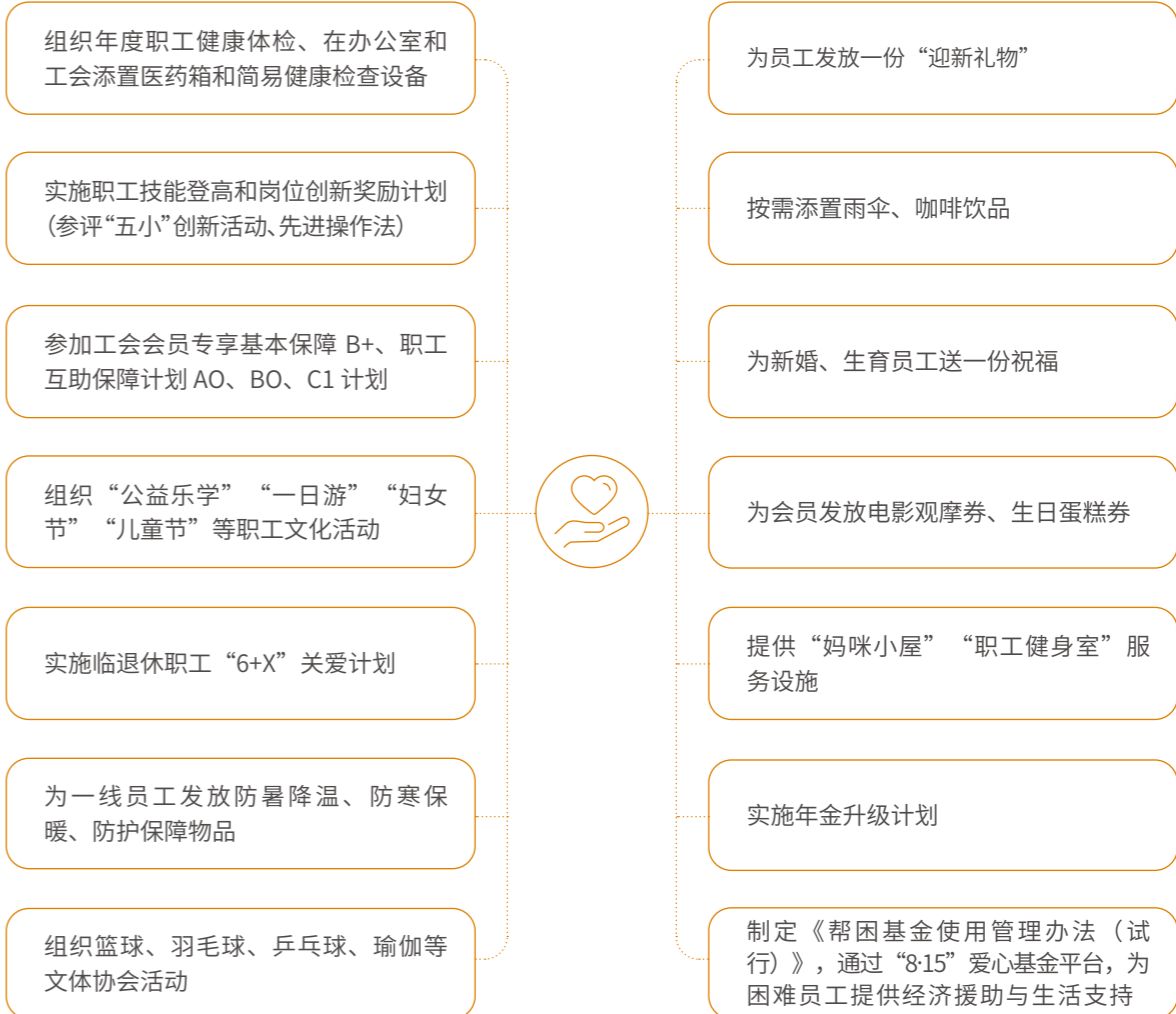 组织年度职工健康体检、在办公室和
工会添置医药箱和简易健康检查设备
实施职工技能登高和岗位创新奖励计划
（参评“五小”创新活动、先进操作法）
参加工会会员专享基本保障 B+、职工
互助保障计划 AO、BO、C1 计划
组织“公益乐学”“一日游”“妇女
节”“儿童节”等职工文化活动
实施临退休职工“6+X”关爱计划
为一线员工发放防暑降温、防寒保
暖、防护保障物品
组织篮球、羽毛球、乒乓球、瑜伽等
文体协会活动
为员工发放一份“迎新礼物”
按需添置雨伞、咖啡饮品
为新婚、生育员工送一份祝福
为会员发放电影观摩券、生日蛋糕券
提供“妈咪小屋”“职工健身室”服
务设施
实施年金升级计划
制定《帮困基金使用管理办法（试
行）》，通过“8·15”爱心基金平台，为
困难员工提供经济援助与生活支持